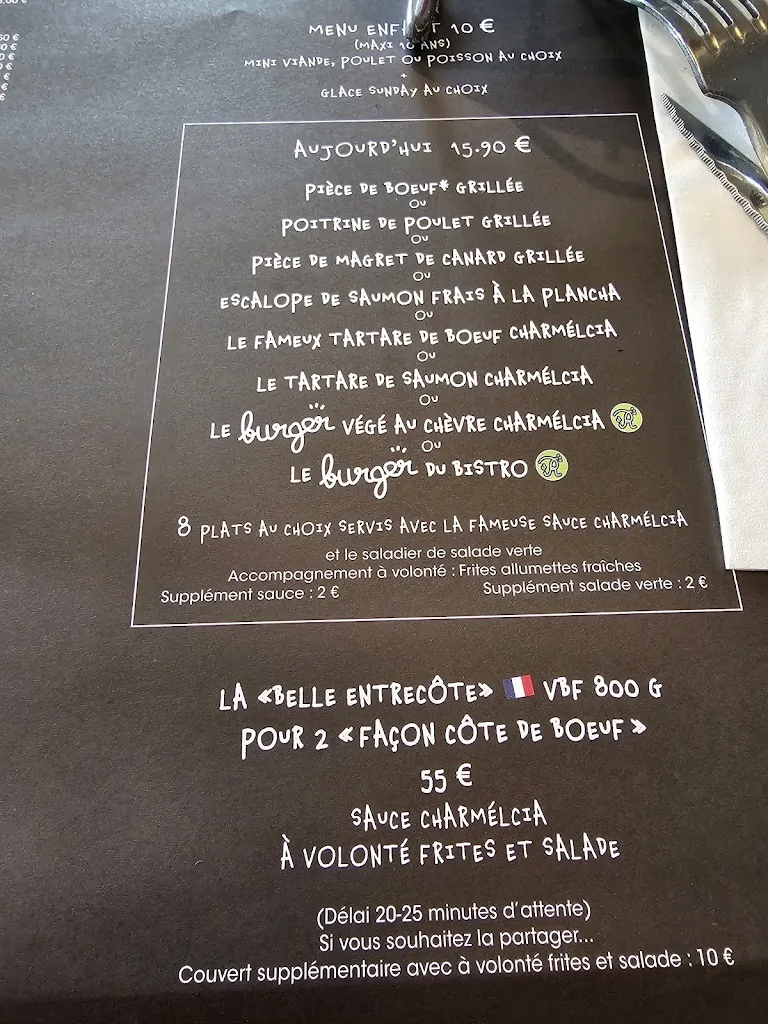 MENU ENFANT 10 €
(MAXI 10 ANS)
MINI VIANDE, POULET OU POISSON AU CHOIX
+
GLACE SUNDAY AU CHOIX
AUJOURD'HUI 15.90 €
PIÈCE DE BOEUF* GRILLÉE
OU
POITRINE DE POULET GRILLÉE
OU
PIÈCE DE MAGRET DE CANARD GRILLÉE
OU
ESCALOPE DE SAUMON FRAIS À LA PLANCHA
OU
LE FAMEUX TARTARE DE BOEUF CHARMÉLCIA
OU
LE TARTARE DE SAUMON CHARMÉLCIA
OU
LE burger VÉGÉ AU CHÈVRE CHARMÉLCIA
OU
LE burger DU BISTRO
8 PLATS AU CHOIX SERVIS AVEC LA FAMEUSE SAUCE CHARMÉLCIA
et le saladier de salade verte
Accompagnement à volonté : Frites allumettes fraîches
Supplément sauce : 2 € Supplément salade verte : 2 €
LA «BELLE ENTRECÔTE» VBF 800 G
POUR 2 « FAÇON CÔTE DE BOEUF »
55 €
SAUCE CHARMÉLCIA
À VOLONTÉ FRITES ET SALADE
(Délai 20-25 minutes d'attente)
Si vous souhaitez la partager...
Couvert supplémentaire avec à volonté frites et salade : 10 €